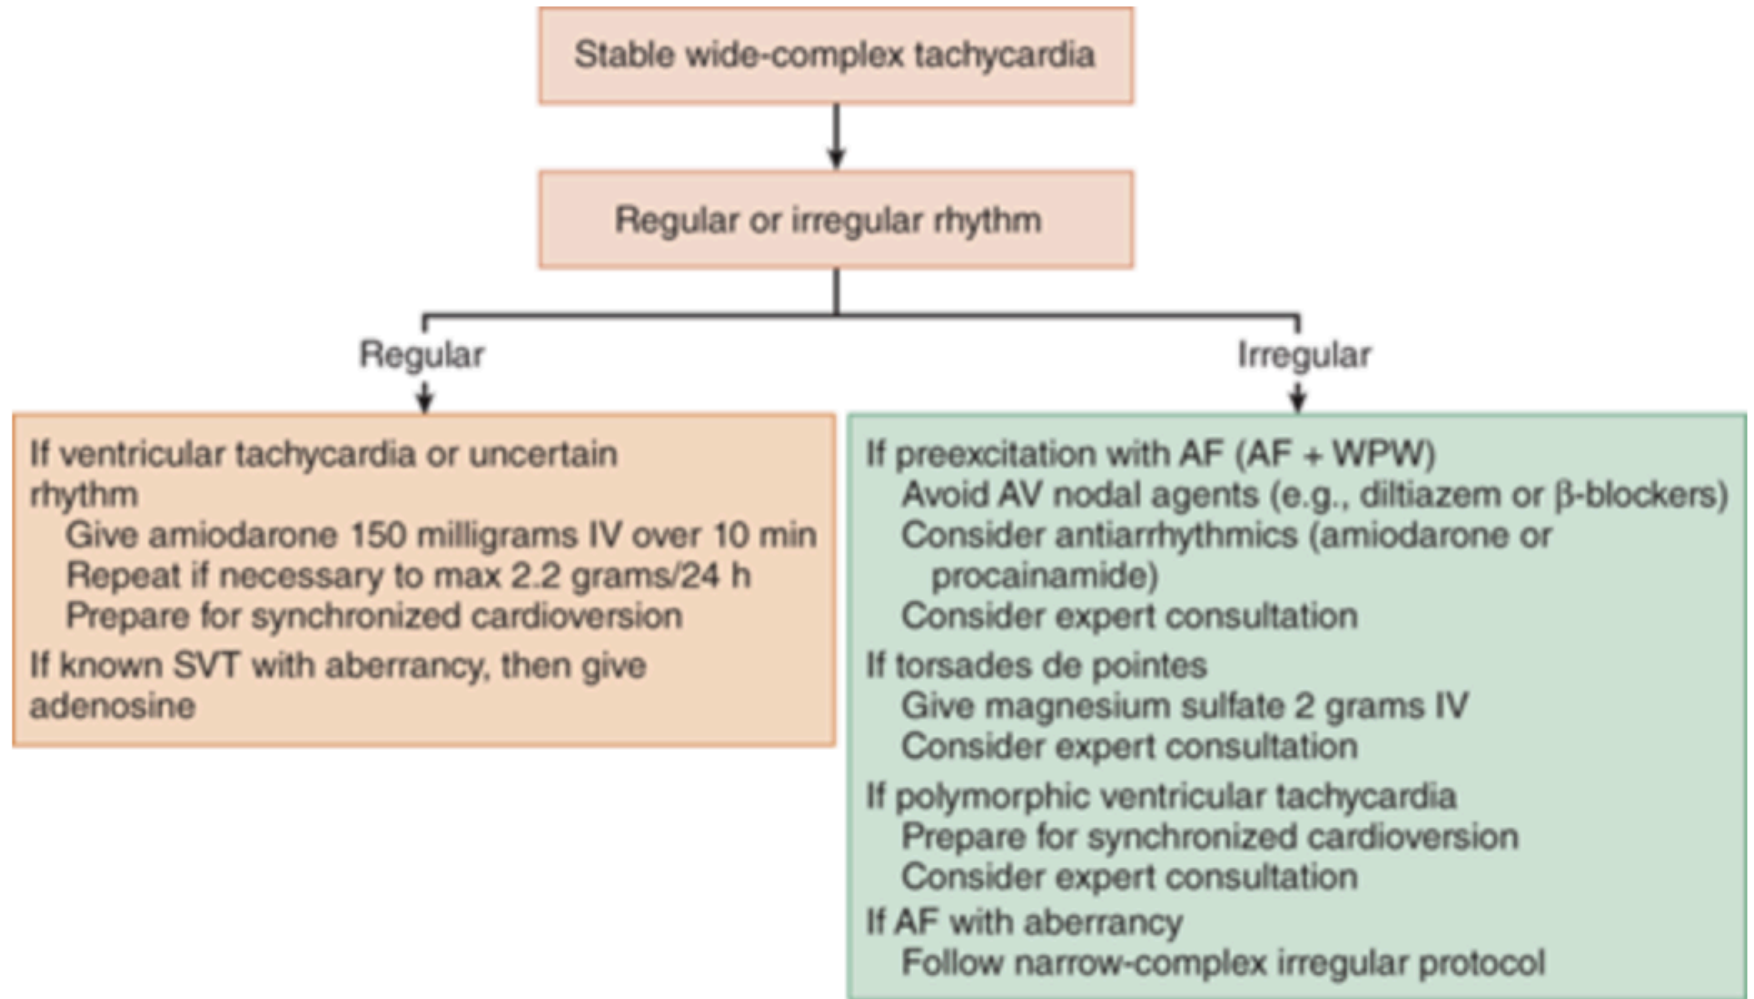 Stable wide-complex tachycardia
Regular or irregular rhythm
Regular
If ventricular tachycardia or uncertain
rhythm
Give amiodarone 150 milligrams IV over 10 min
Repeat if necessary to max 2.2 grams/24 h
Prepare for synchronized cardioversion
If known SVT with aberrancy, then give
adenosine
Irregular
If preexcitation with AF (AF + WPW)
Avoid AV nodal agents (e.g., diltiazem or β-blockers)
Consider antiarrhythmics (amiodarone or
procainamide)
Consider expert consultation
If torsades de pointes
Give magnesium sulfate 2 grams IV
Consider expert consultation
If polymorphic ventricular tachycardia
Prepare for synchronized cardioversion
Consider expert consultation
If AF with aberrancy
Follow narrow-complex irregular protocol